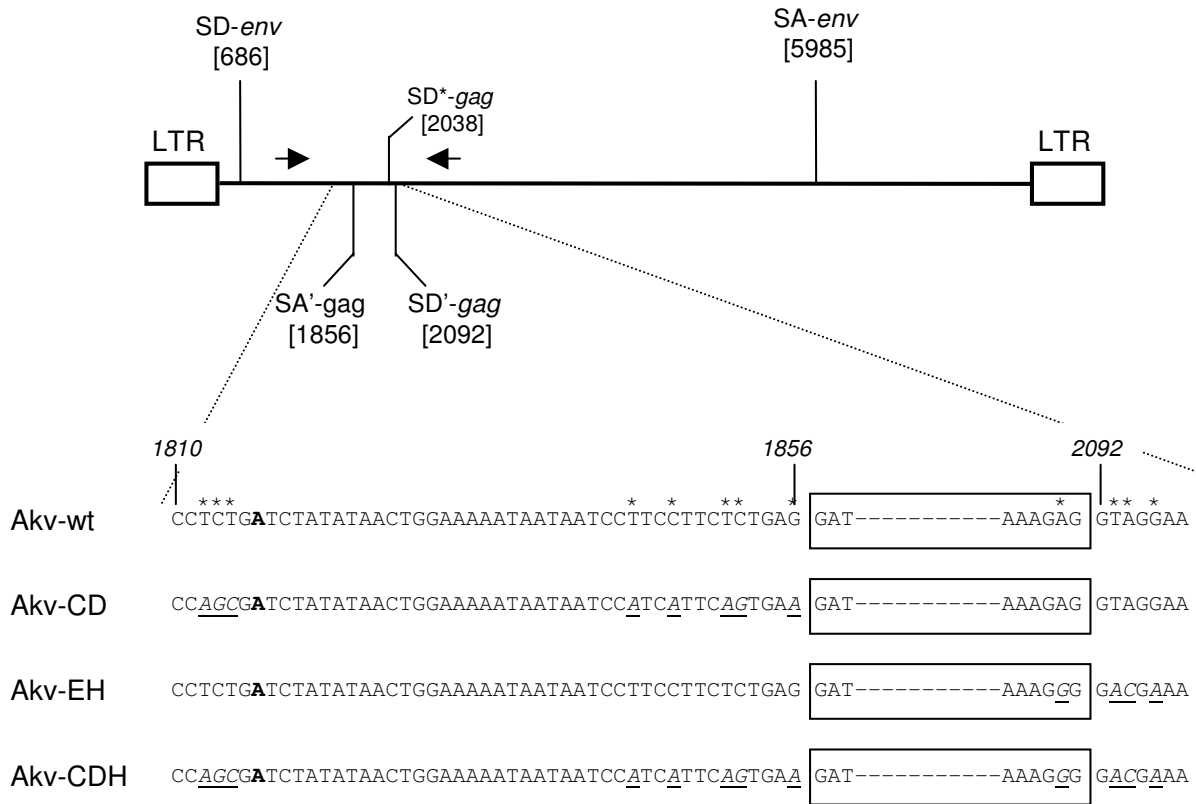 SD-env
[686]
SA-env
[5985]
SD*-gag
[2038]
LTR
LTR
SA'-gag
[1856]
SD'-gag
[2092]
1810
1856
2092
*** * * ** * * ** *
Akv-wt CCTCTGATCTATATAACTGGAAAAATAATAATCCTTCCTTCTCTGAG GAT-----------AAAGAG GTAGGAA
Akv-CD CCAGCGATCTATATAACTGGAAAAATAATAATCCATCATTCAGTGAA GAT-----------AAAGAG GTAGGAA
Akv-EH CCTCTGATCTATATAACTGGAAAAATAATAATCCTTCCTTCTCTGAG GAT-----------AAAGGG GACGAAA
Akv-CDH CCAGCGATCTATATAACTGGAAAAATAATAATCCATCATTCAGTGAA GAT-----------AAAGGG GACGAAA